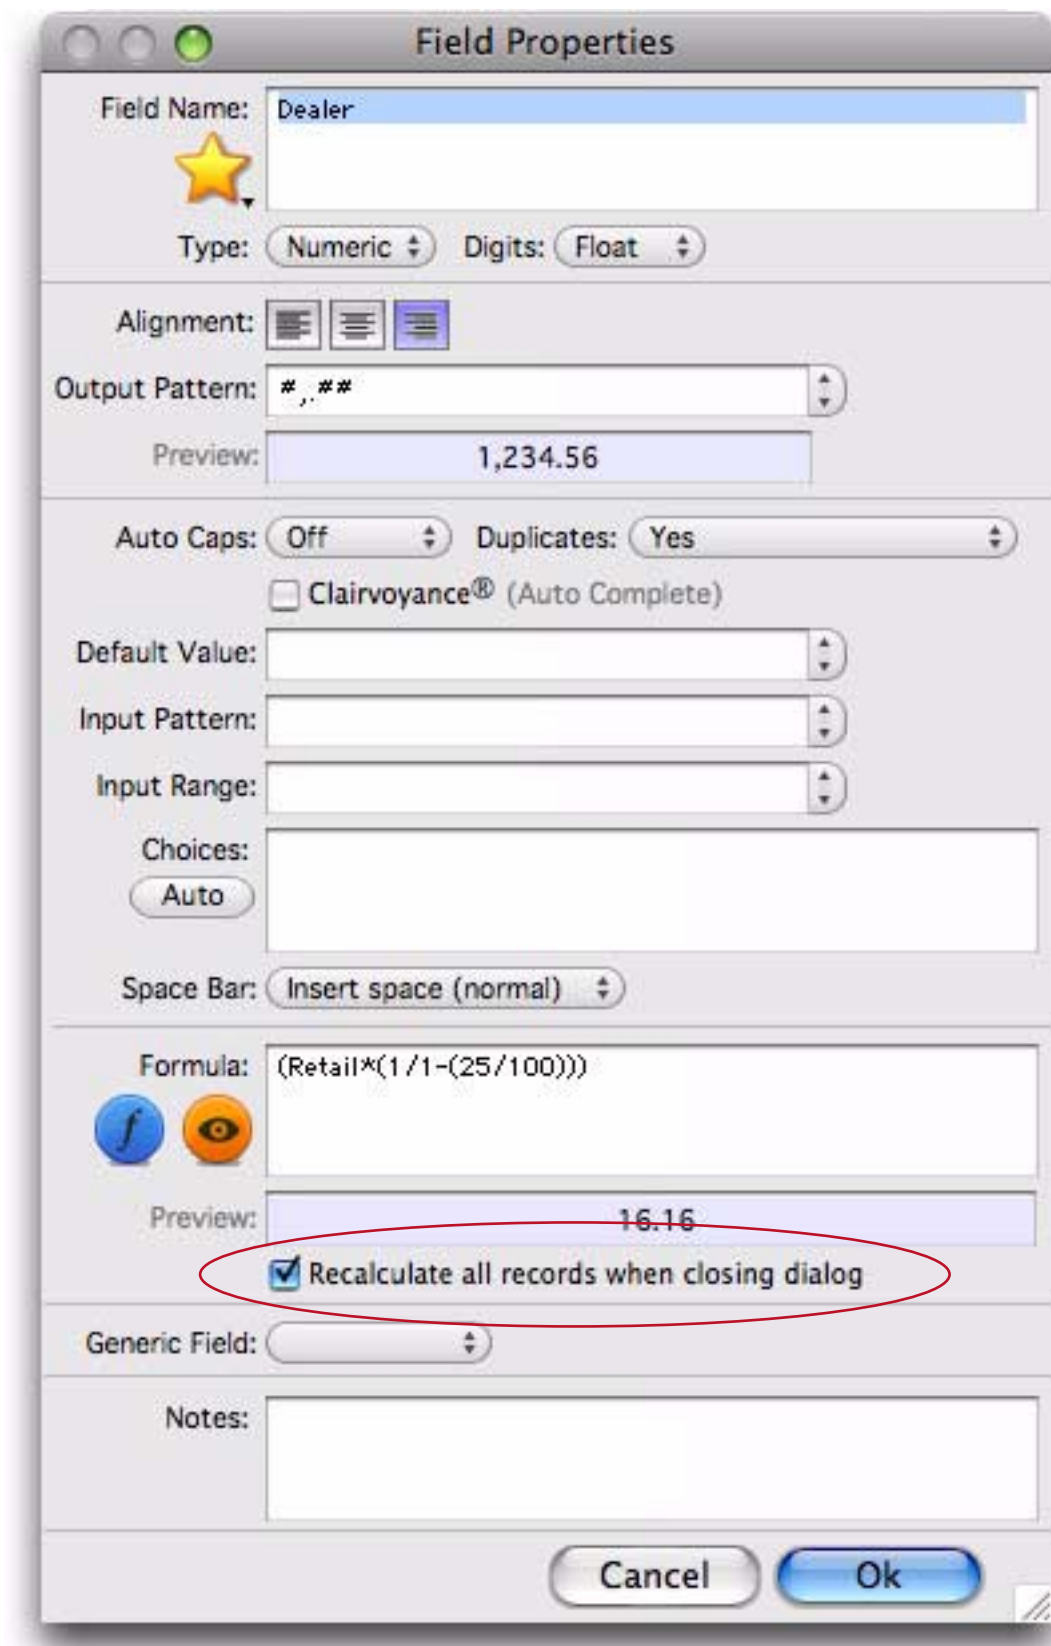 Field Properties
Field Name: Dealer
Type: Numeric Digits: Float
Alignment:
Output Pattern: #,.##
Preview: 1,234.56
Auto Caps: Off Duplicates: Yes
Clairvoyance® (Auto Complete)
Default Value:
Input Pattern:
Input Range:
Choices:
Auto
Space Bar: Insert space (normal)
Formula: (Retail*(1/1-(25/100)))
f
Preview: 16.16
Recalculate all records when closing dialog
Generic Field:
Notes:
Cancel Ok